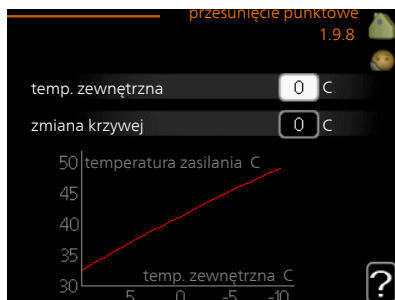 przesunięcie punktowe
1.9.8
temp. zewnętrzna 0 C
zmiana krzywej 0 C
50 temperatura zasilania C
45
40
35
temp. zewnętrzna C
30
5 0 -5 -10
?